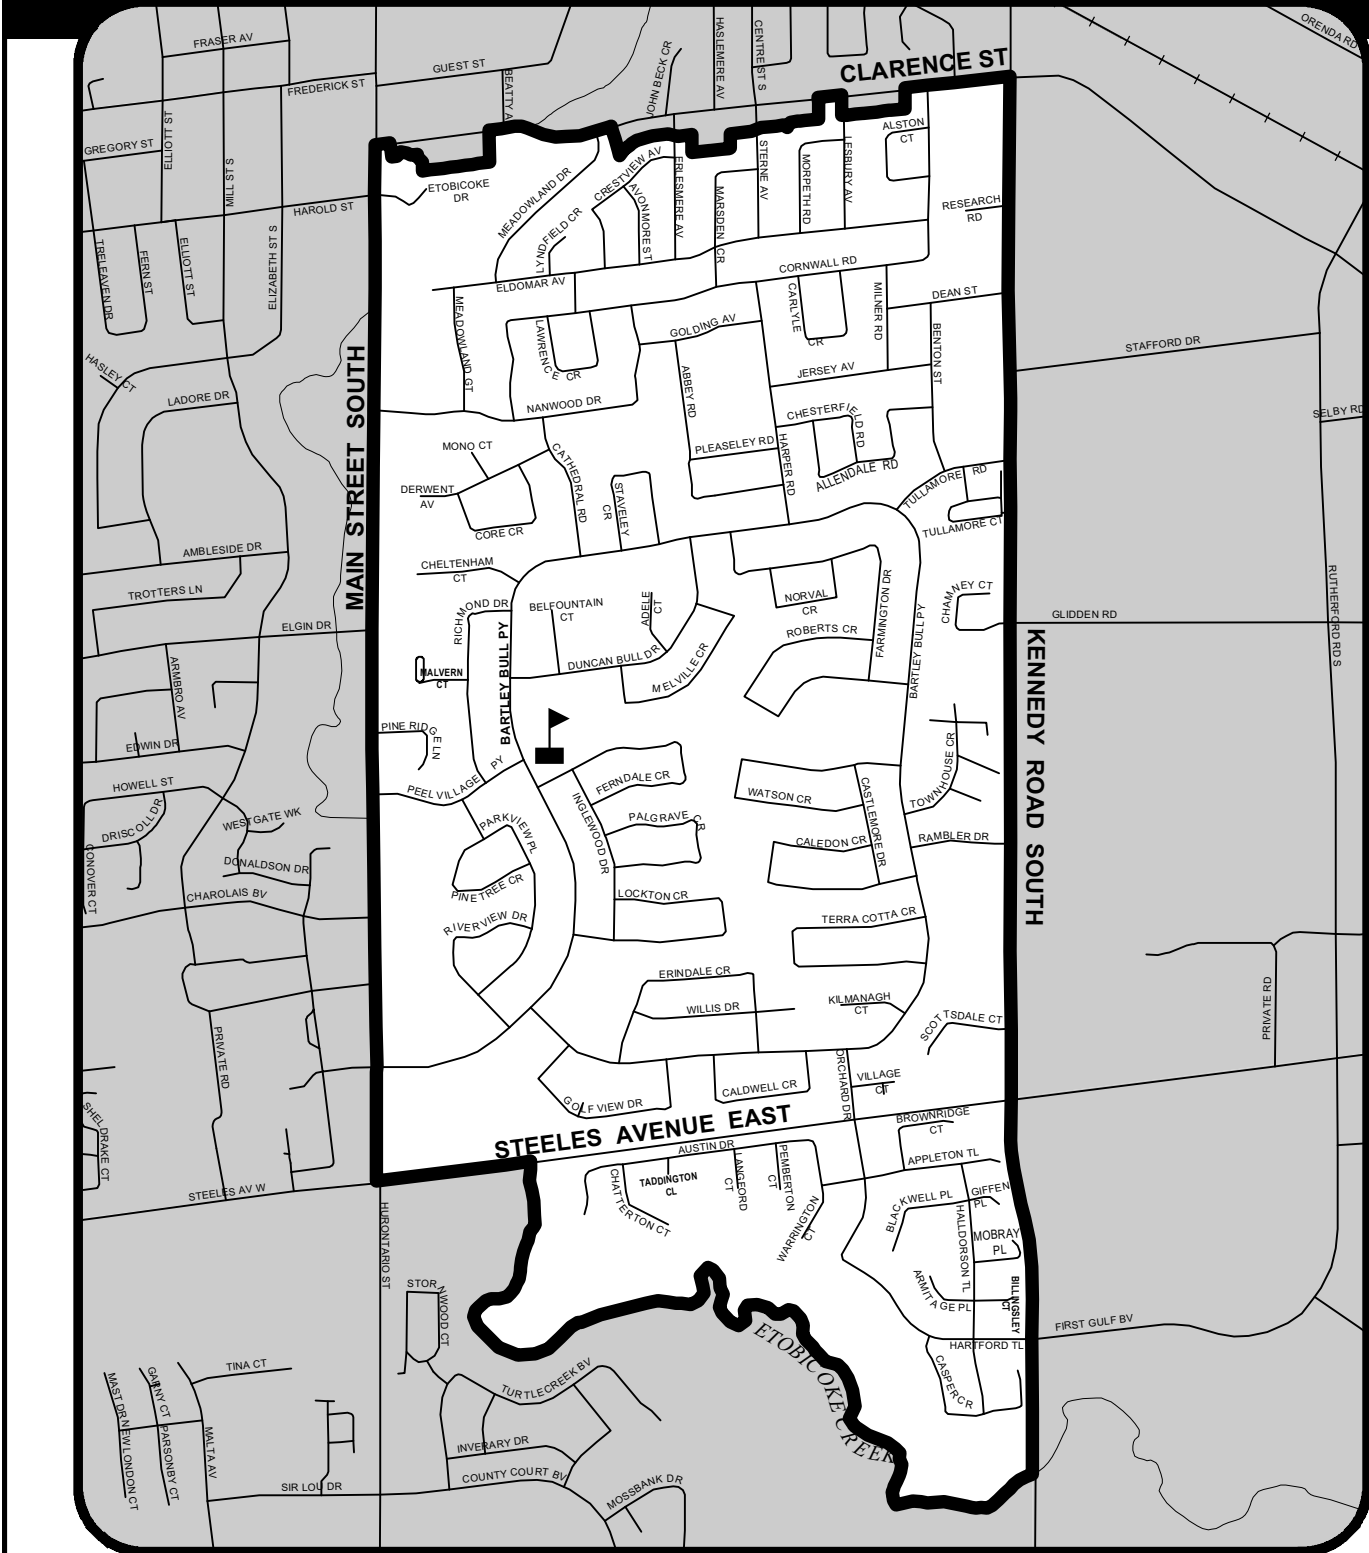 ORENDA RD
FRASER AV
HASLEMERE AV
CENTRE ST S
JOHN BECK CR
CLARENCE ST
GUEST ST
BEATTY A
FREDERICK ST
ELLIOTT ST
GREGORY ST
ALSTON
CT
MILL ST S
HAROLD ST
ETOBICOKE
DR
MEADOWLAND DR
CRESTVIEW AV
LYNDFIELD CR
AVONMORE ST
ERLESMERE AV
MARSDEN CR
STERNE AV
MORPETH RD
LESBURY AV
RESEARCH
RD
TRELEAVEN DR
FERN ST
ELLIOTT ST
ELIZABETH ST S
ELDOMAR AV
CORNWALL RD
DEAN ST
MEADOWLAND GT
LAWRENCE CR
GOLDING AV
CARLYLE
CR
MILNER RD
BENTON ST
STAFFORD DR
HASLEY CT
LADORE DR
MAIN STREET SOUTH
NANWOOD DR
ABBEY RD
JERSEY AV
CHESTERFIELD RD
SELBY RD
MONO CT
CATHEDRAL RD
PLEASELEY RD
HARPER RD
ALLENDALE RD
TULLAMORE RD
DERWENT
AV
CORE CR
STAVELEY
CR
TULLAMORE CT
AMBLESIDE DR
CHELTENHAM
CT
TROTTERS LN
RICHMOND DR
BELFOUNTAIN
CT
ADELE
CT
NORVAL
CR
FARMINGTON DR
CHAMNEY CT
GLIDDEN RD
RUTHERFORD RD S
ELGIN DR
BARTLEY BULL PY
ROBERTS CR
BARTLEY BULL PY
KENNEDY ROAD SOUTH
ARMBRO AV
MALVERN
CT
DUNCAN BULL DR
MELVILLE CR
EDWIN DR
PINE RIDGE LN
TOWNHOUSE CR
HOWELL ST
PEEL VILLAGE PY
FERNDALE CR
WATSON CR
CASTLEMORE DR
DRISCOLL DR
WESTGATE WK
PARKVIEW PL
INGLEWOOD DR
PALGRAVE CR
CALEDON CR
RAMBLER DR
CONOVER CT
DONALDSON DR
PINETREE CR
LOCKTON CR
CHAROLAIS BV
RIVERVIEW DR
TERRA COTTA CR
ERINDALE CR
WILLIS DR
KILMANAGH
CT
SCOTTSDALE CT
PRIVATE RD
PRIVATE RD
ORCHARD DR
VILLAGE
CT
GOLF VIEW DR
CALDWELL CR
SHELDRAKE CT
STEELES AVENUE EAST
BROWNRIDGE
CT
AUSTIN DR
APPLETON TL
STEELES AV W
CHATTERTON CT
TADDINGTON
CL
LANGFORD
CT
PEMBERTON
CT
WARRINGTON
CT
BLACKWELL PL
GIFFEN
PL
HALLDORSON TL
MOBRAY
PL
HURONTARIO ST
STORNWOOD CT
ARMITAGE PL
BILLINGSLEY
CT
FIRST GULF BV
ETOBICOKE CREEK
HARTFORD TL
CASPER CR
TINA CT
TURTLECREEK BV
MAST DR
GARNY CT
NEW LONDON CT
PARSONBY CT
MALTA AV
INVERARY DR
COUNTY COURT BV
SIR LOU DR
MOSSBANK DR